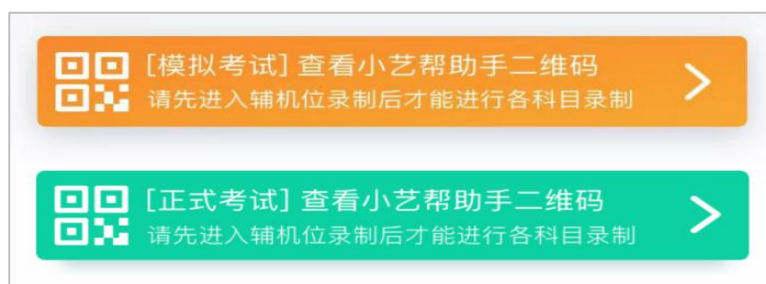 [模拟考试] 查看小艺帮助手二维码
请先进入辅机位录制后才能进行各科目录制
[正式考试] 查看小艺帮助手二维码
请先进入辅机位录制后才能进行各科目录制